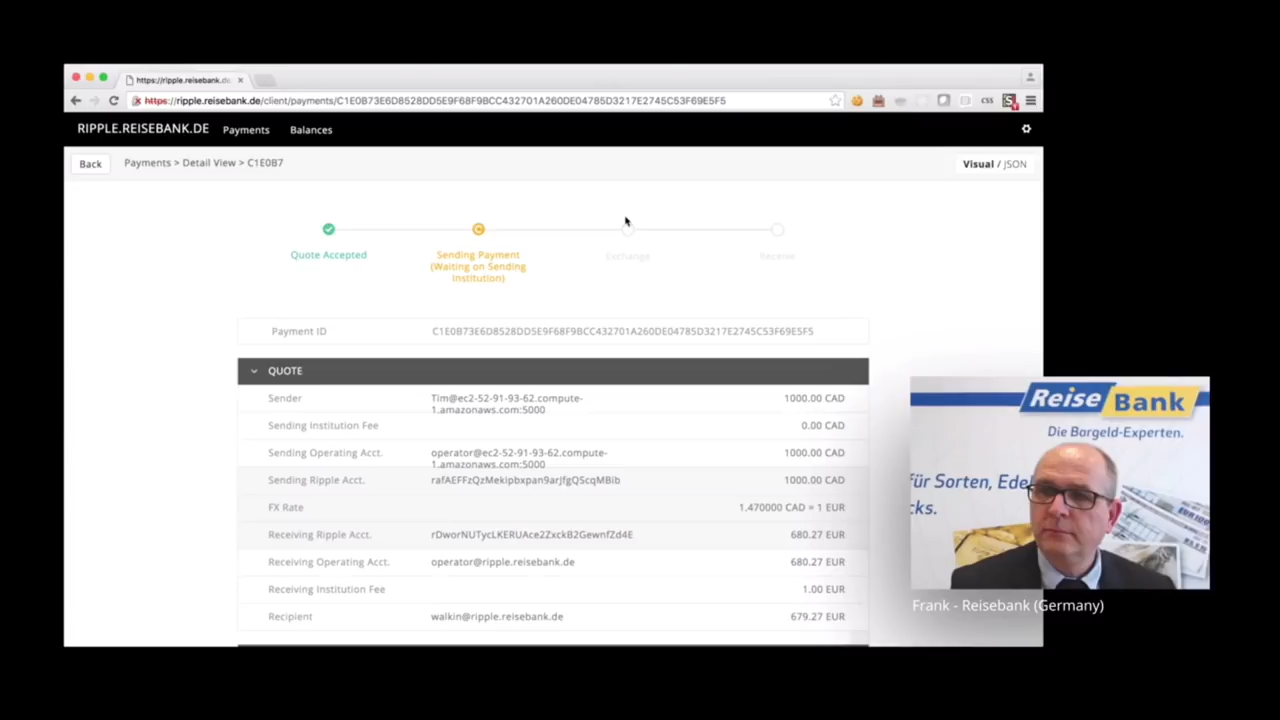 https://ripple.reisebank.de
https://ripple.reisebank.de/client/payments/C1E0B73E6D8528DD5E9F68F9BCC432701A260DE04785D3217E2745C53F69E5F5
CSS
RIPPLE.REISEBANK.DE Payments Balances
Back Payments > Detail View > C1E0B7 Visual / JSON
Quote Accepted
Sending Payment
(Waiting on Sending
Institution)
Exchange
Receive
Payment ID C1E0B73E6D8528DD5E9F68F9BCC432701A260DE04785D3217E2745C53F69E5F5
QUOTE
Sender Tim@ec2-52-91-93-62.compute-
1.amazonaws.com:5000 1000.00 CAD
Sending Institution Fee 0.00 CAD
Sending Operating Acct. operator@ec2-52-91-93-62.compute-
1.amazonaws.com:5000 1000.00 CAD
Sending Ripple Acct. rafAEFFzQzMekipbxpan9arJfgQScqMBib 1000.00 CAD
FX Rate 1.470000 CAD = 1 EUR
Receiving Ripple Acct. rDworNUTycLKERUAce2ZxckB2GewnfZd4E 680.27 EUR
Receiving Operating Acct. operator@ripple.reisebank.de 680.27 EUR
Receiving Institution Fee 1.00 EUR
Recipient walkin@ripple.reisebank.de 679.27 EUR
Reise Bank
Die Bargeld-Experten.
für Sorten, Ede
cks.
Frank - Reisebank (Germany)